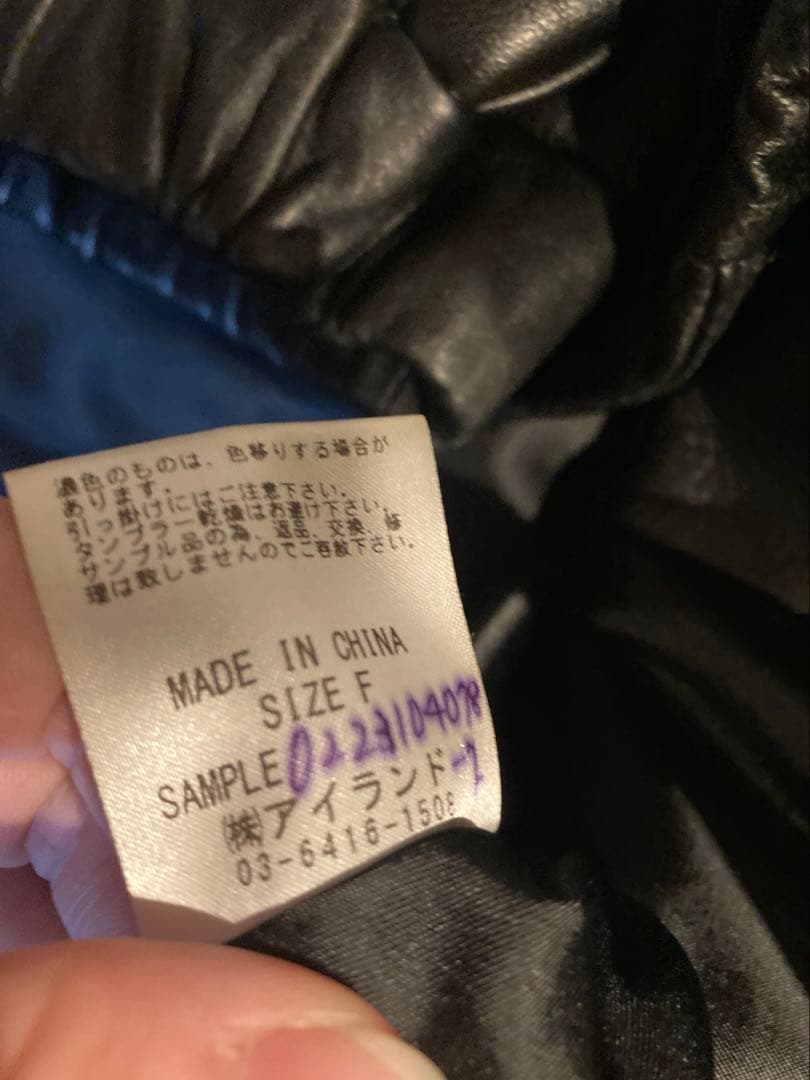 濃色のものは、色移りする場合が
あります。
引っ掛けにはご注意下さい。
タンブラー乾燥はお避け下さい。
サンプル品の為、返品、交換、修
理は致しませんのでご容赦下さい。
MADE IN CHINA
SIZE F
SAMPLE 0223104078
㈱アイランド
03-6416-1508